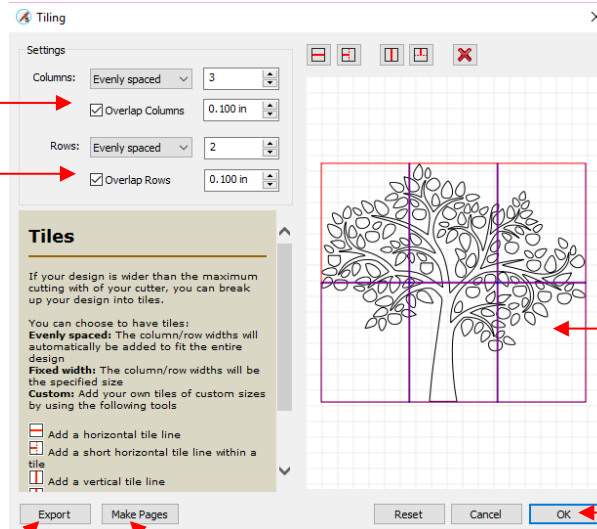 Tiling
Settings
Columns: Evenly spaced 3
Overlap Columns 0.100 in
Rows: Evenly spaced 2
Overlap Rows 0.100 in
Tiles
If your design is wider than the maximum
cutting with of your cutter, you can break
up your design into tiles.
You can choose to have tiles:
Evenly spaced: The column/row widths will
automatically be added to fit the entire
design
Fixed width: The column/row widths will be
the specified size
Custom: Add your own tiles of custom sizes
by using the following tools
Add a horizontal tile line
Add a short horizontal tile line within a
tile
Add a vertical tile line
Export Make Pages Reset Cancel OK